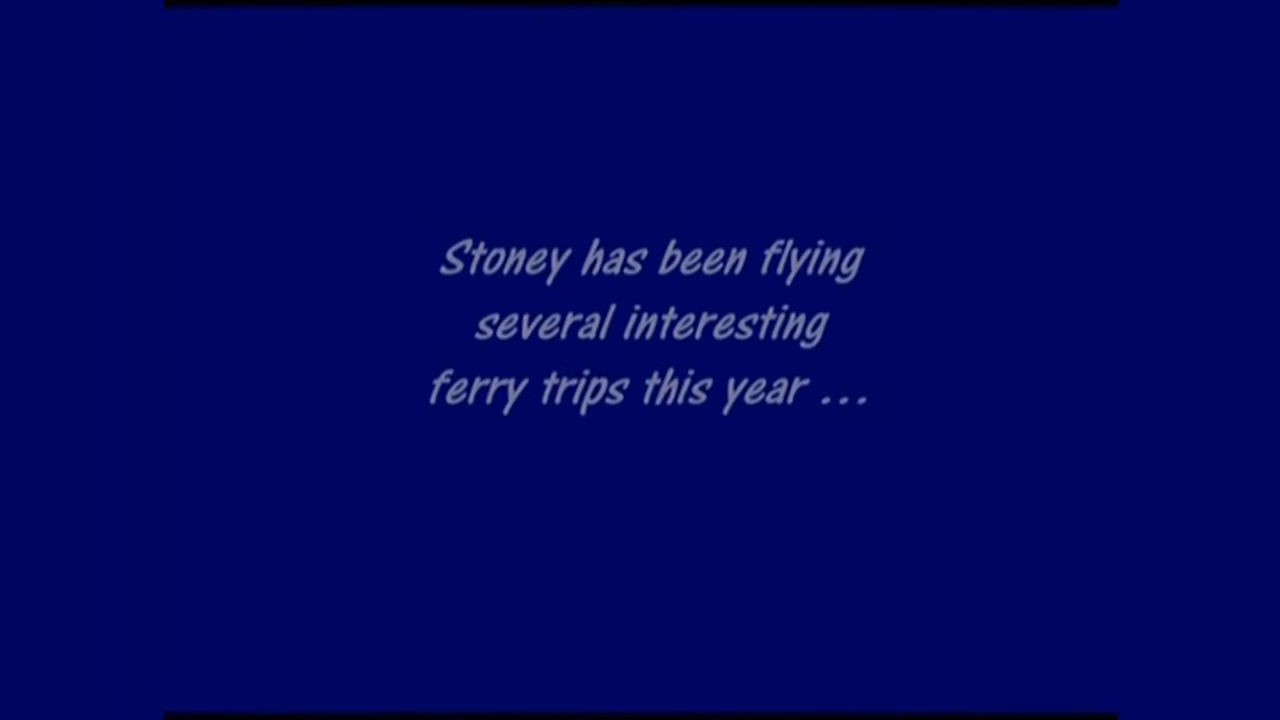 Stoney has been flying
several interesting
ferry trips this year ...